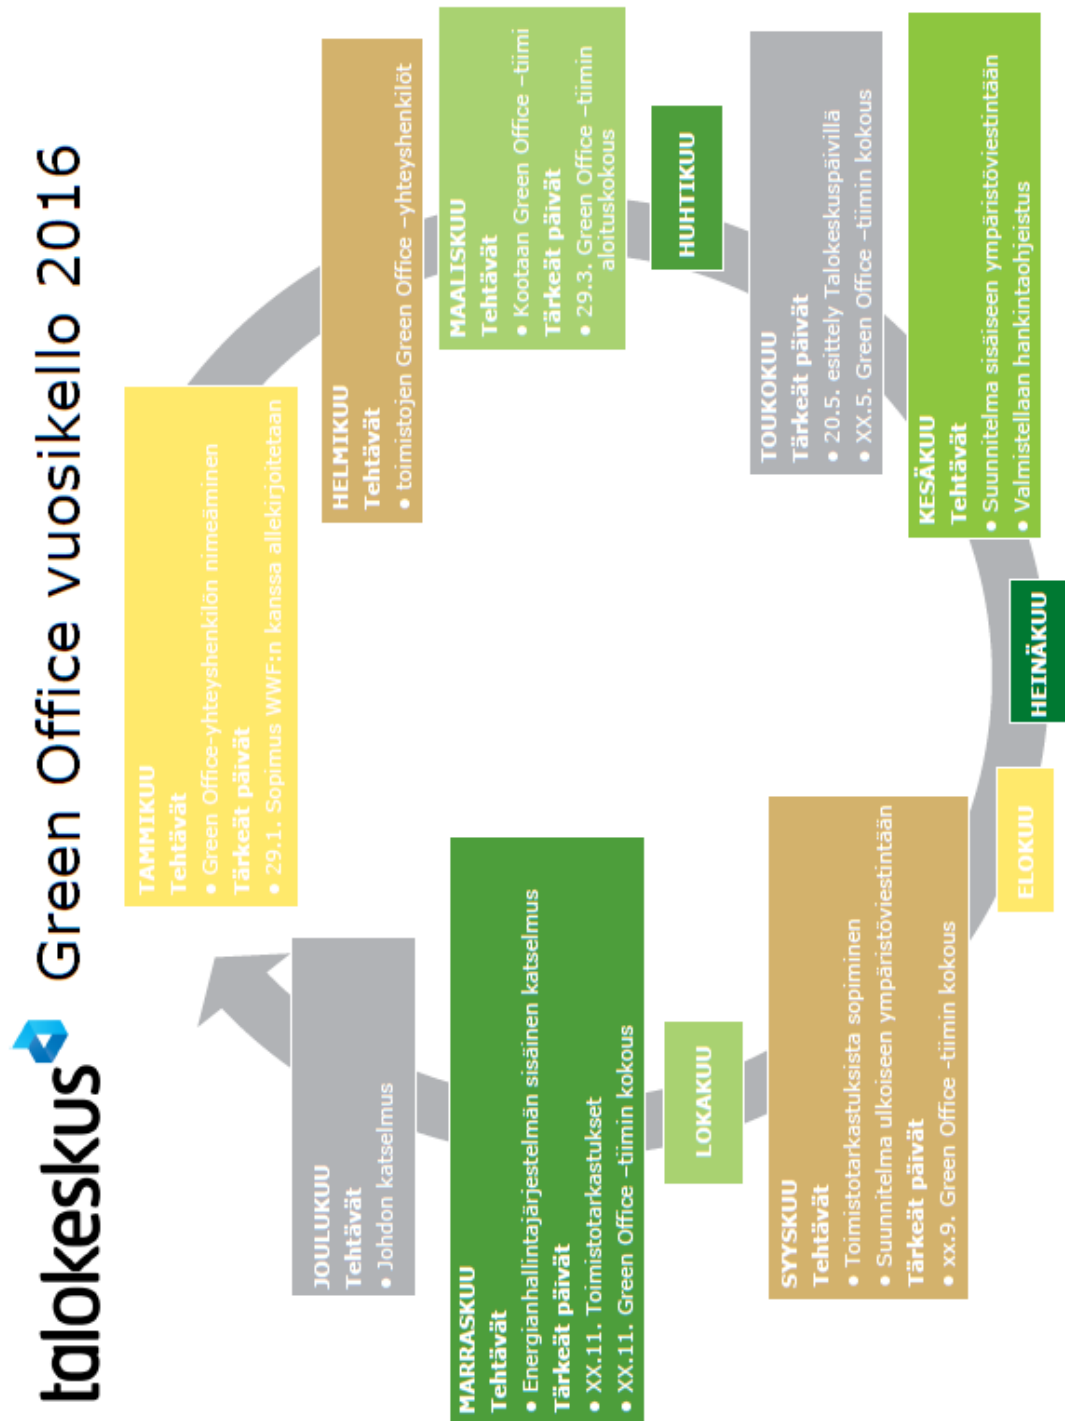 talokeskus
Green Office vuosikello 2016
TAMMIKUU
Tehtävät
• Green Office-yhteyshenkilön nimeäminen
Tärkeät päivät
• 29.1. Sopimus WWF:n kanssa allekirjoitetaan
HELMIKUU
Tehtävät
• toimistojen Green Office –yhteyshenkilöt
MAALISKUU
Tehtävät
• Kootaan Green Office –tiimi
Tärkeät päivät
• 29.3. Green Office –tiimin
aloituskokous
HUHTIKUU
TOUKOKUU
Tärkeät päivät
• 20.5. esittely Talokeskuspäivillä
• XX.5. Green Office –tiimin kokous
KESÄKUU
Tehtävät
• Suunnitelma sisäiseen ympäristöviestintään
• Valmistellaan hankintaohjeistus
HEINÄKUU
ELOKUU
SYYSKUU
Tehtävät
• Toimistotarkastuksista sopiminen
• Suunnitelma ulkoiseen ympäristöviestintään
Tärkeät päivät
• xx.9. Green Office -tiimin kokous
LOKAKUU
MARRASKUU
Tehtävät
• Energianhallintajärjestelmän sisäinen katselmus
Tärkeät päivät
• XX.11. Toimistotarkastukset
• XX.11. Green Office –tiimin kokous
JOULUKUU
Tehtävät
• Johdon katselmus